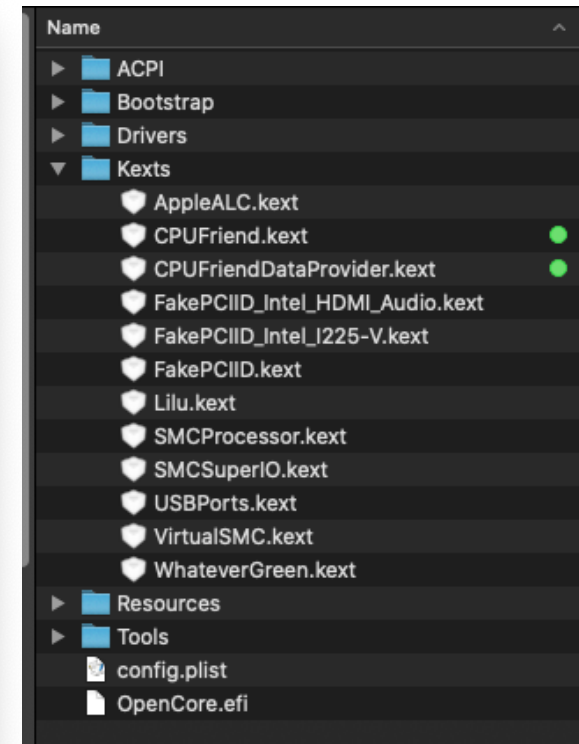 Name
ACPI
Bootstrap
Drivers
Kexts
AppleALC.kext
CPUFriend.kext
CPUFriendDataProvider.kext
FakePCIID_Intel_HDMI_Audio.kext
FakePCIID_Intel_I225-V.kext
FakePCIID.kext
Lilu.kext
SMCProcessor.kext
SMCSuperIO.kext
USBPorts.kext
VirtualSMC.kext
WhateverGreen.kext
Resources
Tools
config.plist
OpenCore.efi